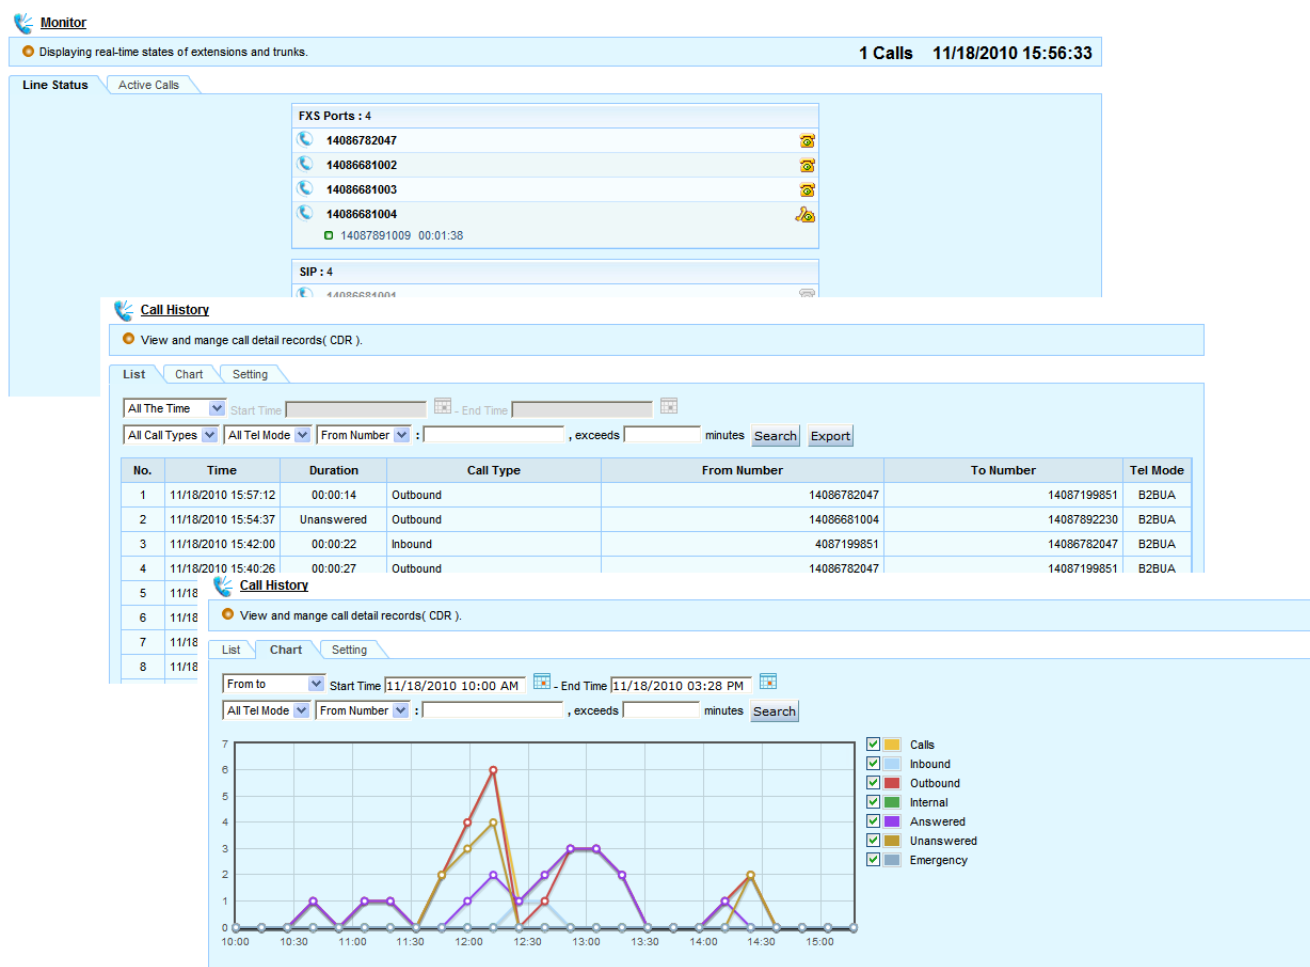 Monitor
Displaying real-time states of extensions and trunks.
1 Calls 11/18/2010 15:56:33
Line Status Active Calls
FXS Ports : 4
14086782047
14086681002
14086681003
14086681004
14087891009 00:01:38
SIP : 4
14086681001
Call History
View and mange call detail records( CDR ).
List Chart Setting
All The Time Start Time - End Time
All Call Types All Tel Mode From Number : , exceeds minutes Search Export
No. Time Duration Call Type From Number To Number Tel Mode
1 11/18/2010 15:57:12 00:00:14 Outbound 14086782047 14087199851 B2BUA
2 11/18/2010 15:54:37 Unanswered Outbound 14086681004 14087892230 B2BUA
3 11/18/2010 15:42:00 00:00:22 Inbound 4087199851 14086782047 B2BUA
4 11/18/2010 15:40:26 00:00:27 Outbound 14086782047 14087199851 B2BUA
5 11/18
6 11/18
7 11/18
8 11/18
Call History
View and mange call detail records( CDR ).
List Chart Setting
From to Start Time 11/18/2010 10:00 AM - End Time 11/18/2010 03:28 PM
All Tel Mode From Number : , exceeds minutes Search
7
6
5
4
3
2
1
0
10:00 10:30 11:00 11:30 12:00 12:30 13:00 13:30 14:00 14:30 15:00
Calls
Inbound
Outbound
Internal
Answered
Unanswered
Emergency